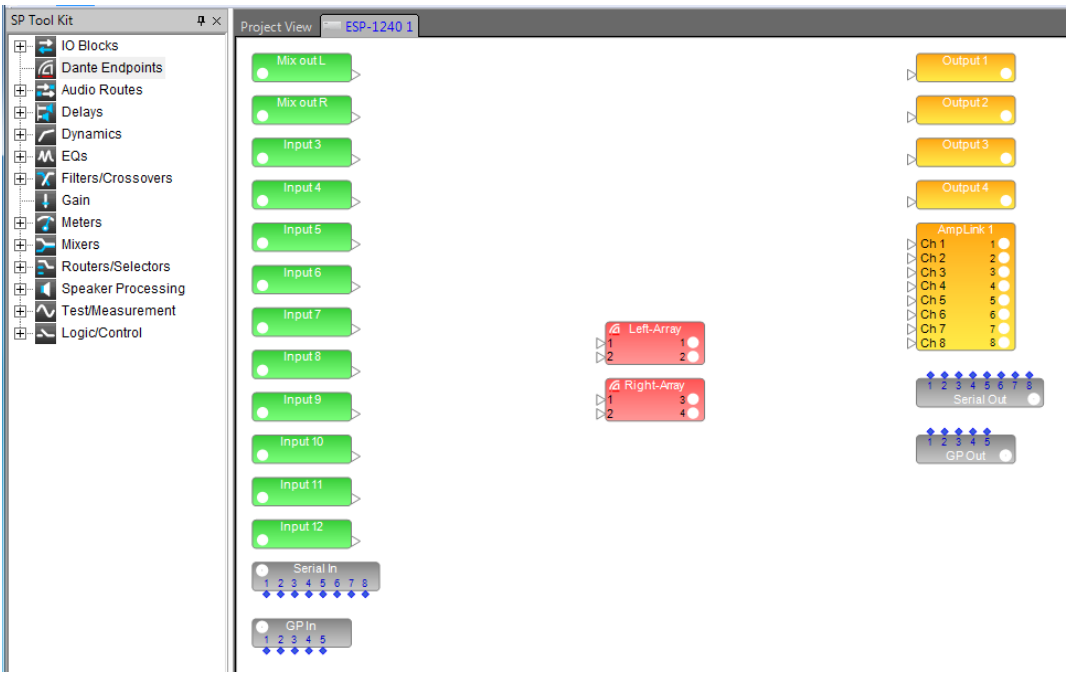 SP Tool Kit
IO Blocks
Dante Endpoints
Audio Routes
Delays
Dynamics
EQs
Filters/Crossovers
Gain
Meters
Mixers
Routers/Selectors
Speaker Processing
Test/Measurement
Logic/Control
Project View ESP-1240 1
Mix out L
Mix out R
Input 3
Input 4
Input 5
Input 6
Input 7
Input 8
Input 9
Input 10
Input 11
Input 12
Serial In
1 2 3 4 5 6 7 8
GP In
1 2 3 4 5
Left-Array
1 1
2 2
Right-Array
1 3
2 4
Output 1
Output 2
Output 3
Output 4
AmpLink 1
Ch 1 1
Ch 2 2
Ch 3 3
Ch 4 4
Ch 5 5
Ch 6 6
Ch 7 7
Ch 8 8
1 2 3 4 5 6 7 8
Serial Out
1 2 3 4 5
GP Out